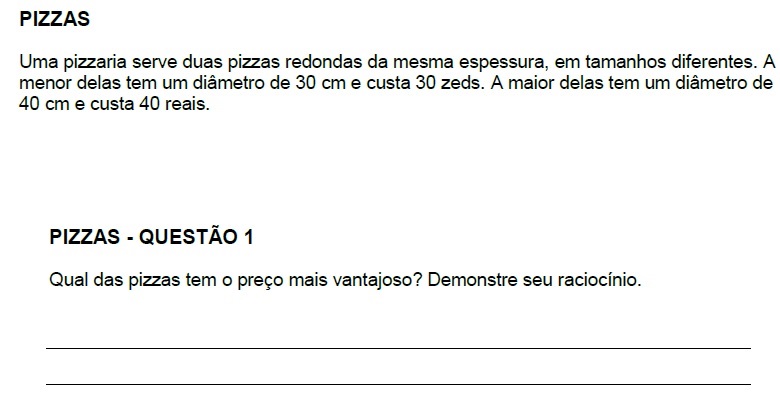 PIZZAS
Uma pizzaria serve duas pizzas redondas da mesma espessura, em tamanhos diferentes. A
menor delas tem um diâmetro de 30 cm e custa 30 zeds. A maior delas tem um diâmetro de
40 cm e custa 40 reais.
PIZZAS - QUESTÃO 1
Qual das pizzas tem o preço mais vantajoso? Demonstre seu raciocínio.